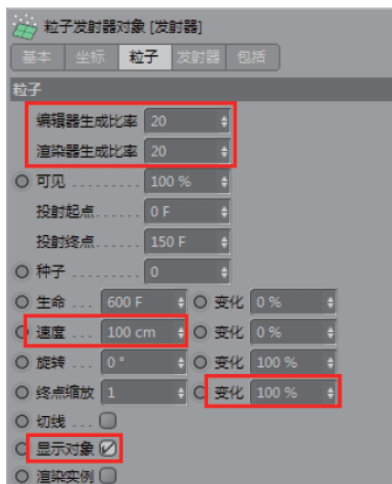 粒子发射器对象 [发射器]
基本 坐标 粒子 发射器 包括
粒子
编辑器生成比率 20
渲染器生成比率 20
可见 . . . . . . . . . 100 %
投射起点. . . . . . 0 F
投射终点. . . . . . 150 F
种子 . . . . . . . . . 0
生命 . . . 600 F 变化 0 %
速度 . . . 100 cm 变化 0 %
旋转 . . . 0 ° 变化 100 %
终点缩放 1 变化 100 %
切线 . . .
显示对象
渲染实例